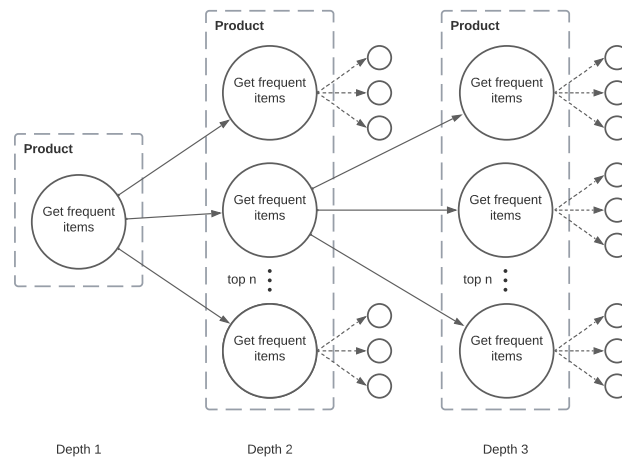 Product
Get frequent
items
Product
Get frequent
items
Get frequent
items
top n
Get frequent
items
Product
Get frequent
items
Get frequent
items
top n
Get frequent
items
Depth 1
Depth 2
Depth 3